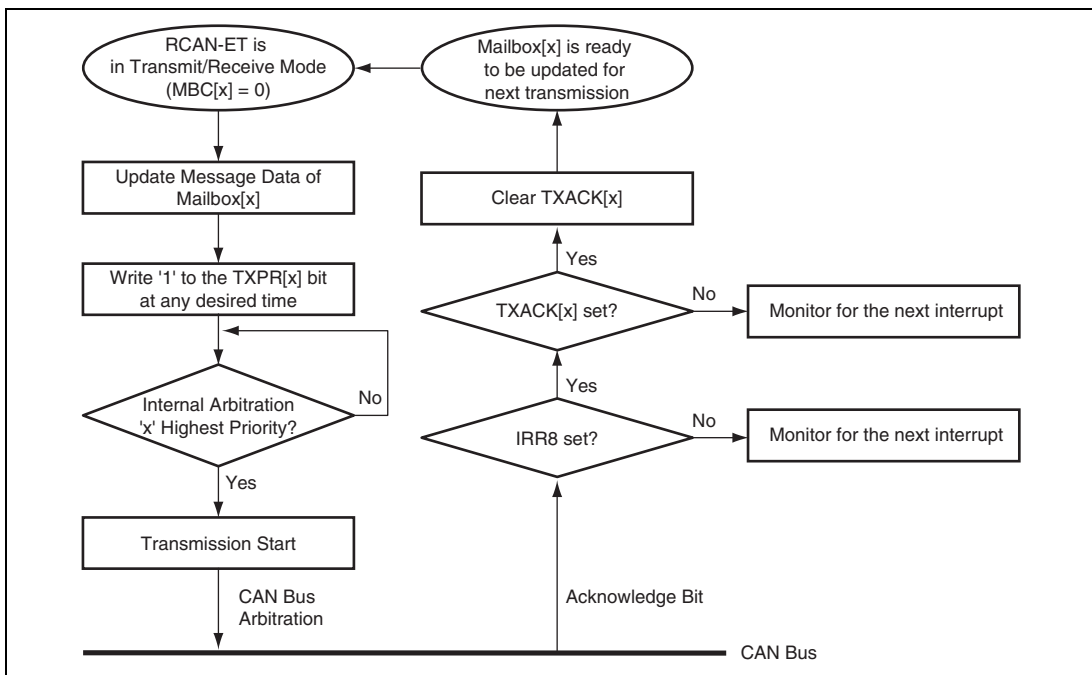 RCAN-ET is
in Transmit/Receive Mode
(MBC[x] = 0)
Update Message Data of
Mailbox[x]
Write '1' to the TXPR[x] bit
at any desired time
Internal Arbitration
'x' Highest Priority?
No
Yes
Transmission Start
CAN Bus
Arbitration
CAN Bus
Acknowledge Bit
IRR8 set?
No
Monitor for the next interrupt
Yes
TXACK[x] set?
No
Monitor for the next interrupt
Yes
Clear TXACK[x]
Mailbox[x] is ready
to be updated for
next transmission